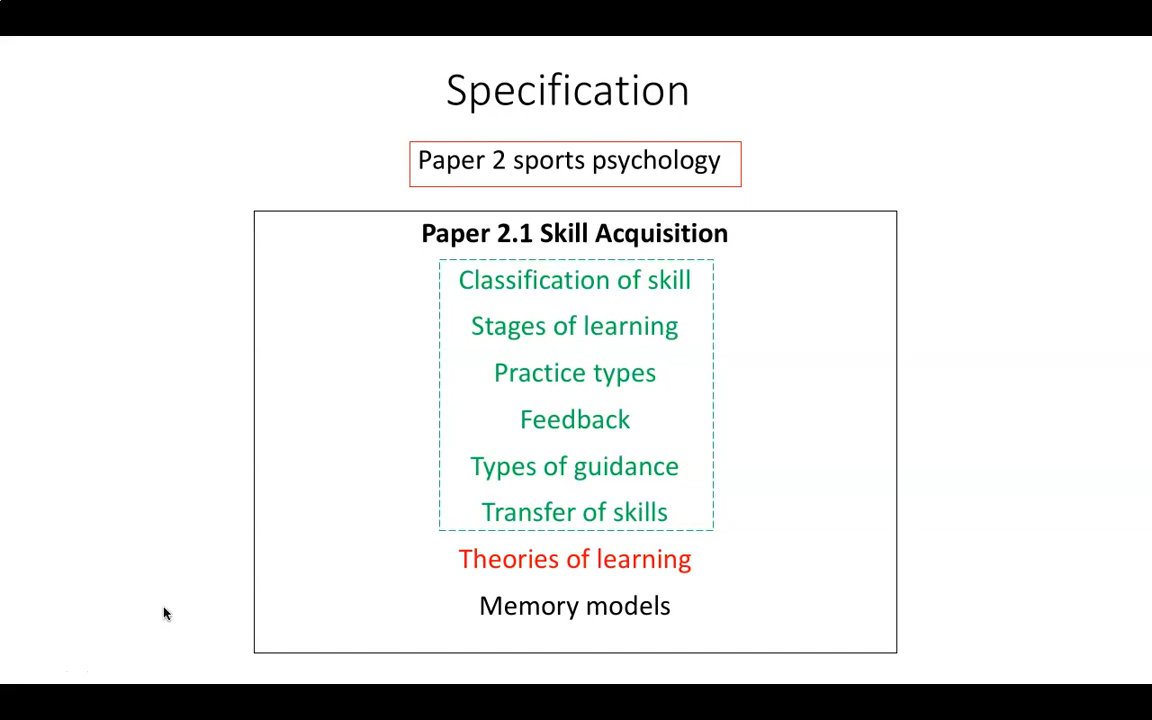 Specification
Paper 2 sports psychology
Paper 2.1 Skill Acquisition
Classification of skill
Stages of learning
Practice types
Feedback
Types of guidance
Transfer of skills
Theories of learning
Memory models